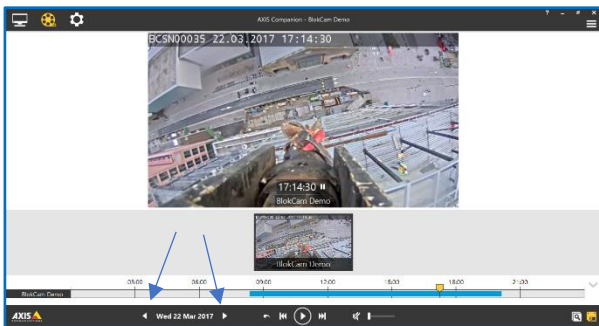 AXIS Companion - BlokCam Demo
BCSN00035 22.03.2017 17:14:30
17:14:30
BlokCam Demo
BlokCam Demo
03:00 06:00 09:00 12:00 15:00 18:00 21:00
BlokCam Demo
AXIS
Wed 22 Mar 2017